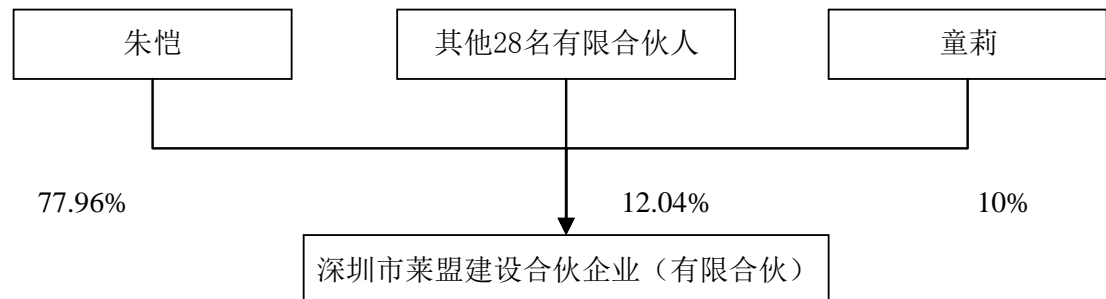 朱恺
其他28名有限合伙人
童莉
77.96%
12.04%
10%
深圳市莱盟建设合伙企业（有限合伙）